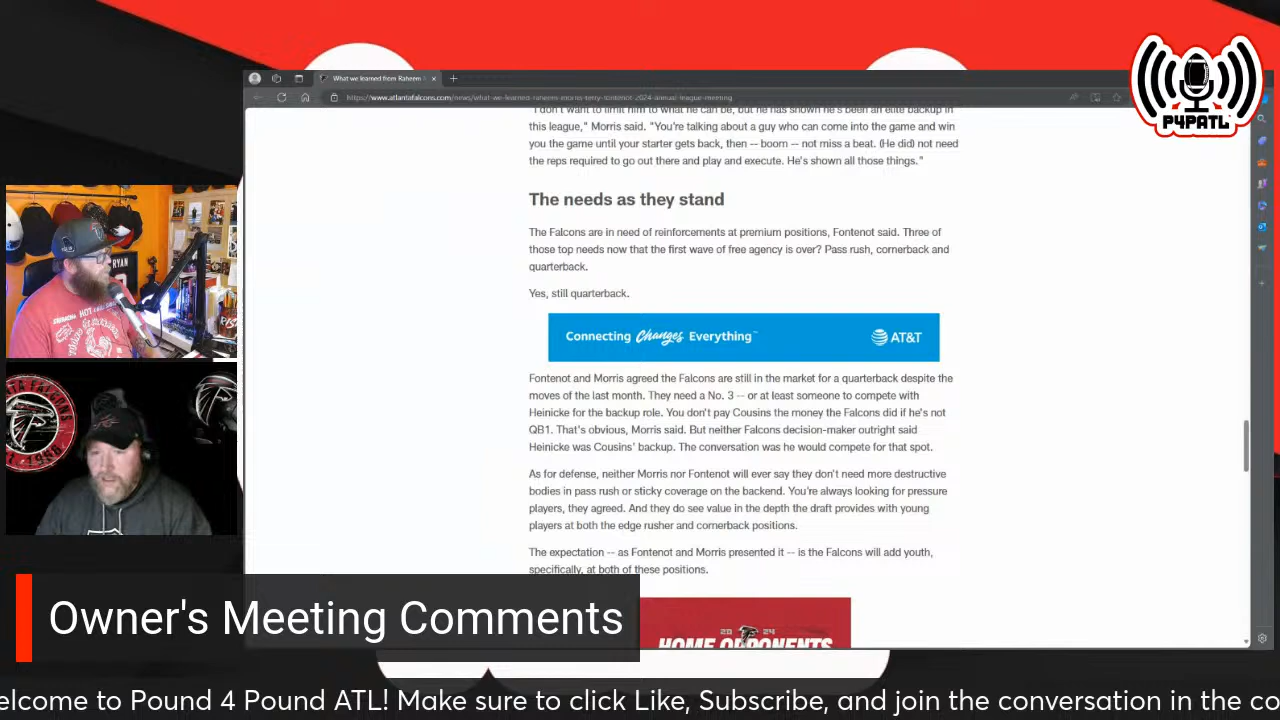 What we learned from Raheem
https://www.atlantafalcons.com/news/what-we-learned-raheem-morris-terry-fontenot-2024-annual-league-meeting
P4PATL
"I don't want to limit him to what he can be, but he has shown he's been an elite backup in
this league," Morris said. "You're talking about a guy who can come into the game and win
you the game until your starter gets back, then -- boom -- not miss a beat. (He did) not need
the reps required to go out there and play and execute. He's shown all those things."
The needs as they stand
The Falcons are in need of reinforcements at premium positions, Fontenot said. Three of
those top needs now that the first wave of free agency is over? Pass rush, cornerback and
quarterback.
Yes, still quarterback.
Connecting Changes Everything™ AT&T
Fontenot and Morris agreed the Falcons are still in the market for a quarterback despite the
moves of the last month. They need a No. 3 -- or at least someone to compete with
Heinicke for the backup role. You don't pay Cousins the money the Falcons did if he's not
QB1. That's obvious, Morris said. But neither Falcons decision-maker outright said
Heinicke was Cousins' backup. The conversation was he would compete for that spot.
As for defense, neither Morris nor Fontenot will ever say they don't need more destructive
bodies in pass rush or sticky coverage on the backend. You're always looking for pressure
players, they agreed. And they do see value in the depth the draft provides with young
players at both the edge rusher and cornerback positions.
The expectation -- as Fontenot and Morris presented it -- is the Falcons will add youth,
specifically, at both of these positions.
20 24
HOME OPPONENTS
RYAN
FALCONS
Owner's Meeting Comments
elcome to Pound 4 Pound ATL! Make sure to click Like, Subscribe, and join the conversation in the co